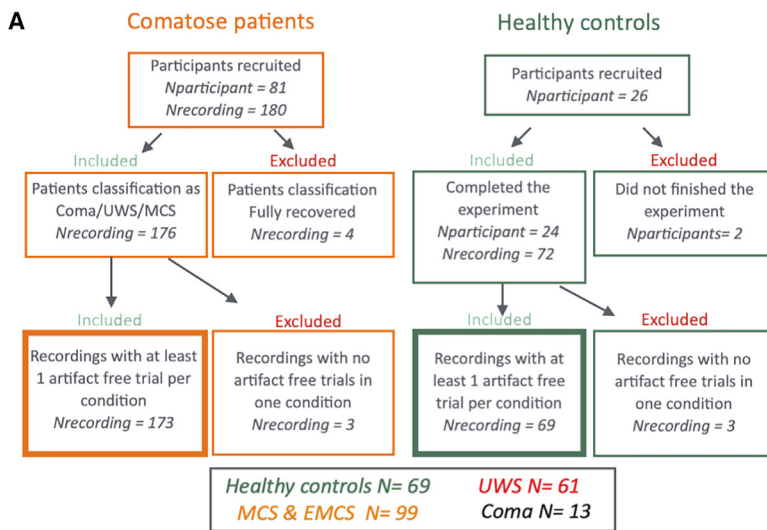 A
Comatose patients
Participants recruited
Nparticipant = 81
Nrecording = 180
Included
Excluded
Patients classification as
Coma/UWS/MCS
Nrecording = 176
Patients classification
Fully recovered
Nrecording = 4
Included
Excluded
Recordings with at least
1 artifact free trial per
condition
Nrecording = 173
Recordings with no
artifact free trials in
one condition
Nrecording = 3
Healthy controls
Participants recruited
Nparticipant = 26
Included
Excluded
Completed the
experiment
Nparticipant = 24
Nrecording = 72
Did not finished the
experiment
Nparticipants= 2
Included
Excluded
Recordings with at
least 1 artifact free
trial per condition
Nrecording = 69
Recordings with no
artifact free trials in
one condition
Nrecording = 3
Healthy controls N= 69
UWS N= 61
MCS & EMCS N= 99
Coma N= 13